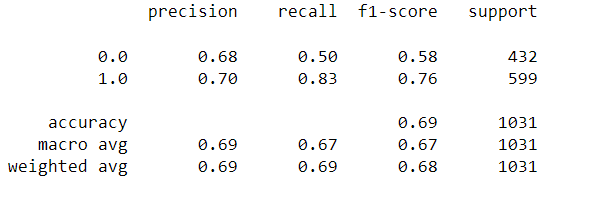 precision recall f1-score support
0.0 0.68 0.50 0.58 432
1.0 0.70 0.83 0.76 599
accuracy 0.69 1031
macro avg 0.69 0.67 0.67 1031
weighted avg 0.69 0.69 0.68 1031